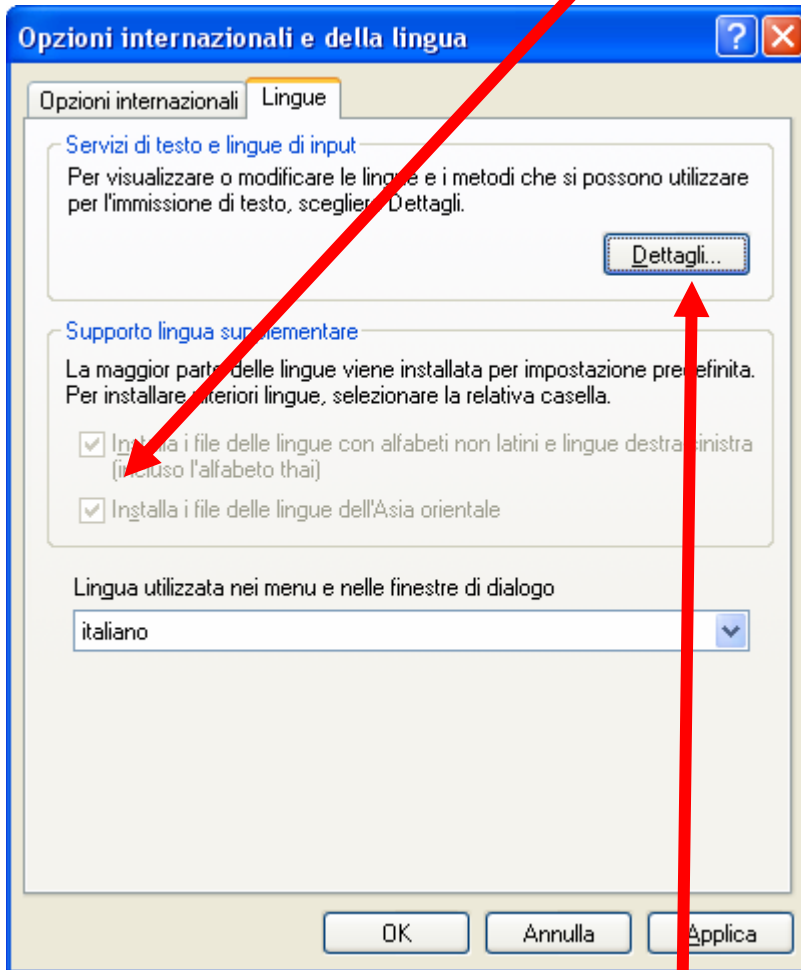 Opzioni internazionali e della lingua
Opzioni internazionali
Lingue
Servizi di testo e lingue di input
Per visualizzare o modificare le lingue e i metodi che si possono utilizzare
per l'immissione di testo, scegliere Dettagli.
Dettagli...
Supporto lingua supplementare
La maggior parte delle lingue viene installata per impostazione predefinita.
Per installare ulteriori lingue, selezionare la relativa casella.
Installa i file delle lingue con alfabeti non latini e lingue destra sinistra
(incluso l'alfabeto thai)
Installa i file delle lingue dell'Asia orientale
Lingua utilizzata nei menu e nelle finestre di dialogo
italiano
OK
Annulla
Applica